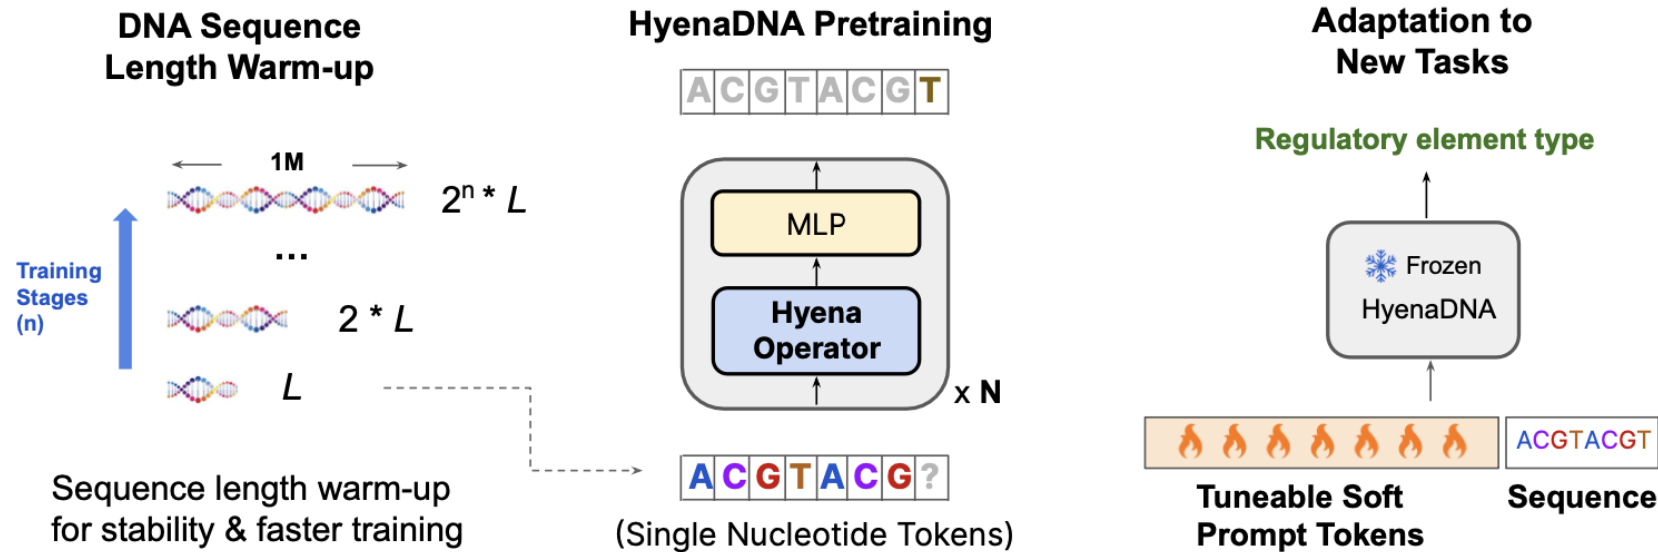 DNA Sequence
Length Warm-up
1M
2ⁿ * L
...
Training
Stages
(n)
2 * L
L
Sequence length warm-up
for stability & faster training
HyenaDNA Pretraining
A C G T A C G T
MLP
Hyena
Operator
x N
A C G T A C G ?
(Single Nucleotide Tokens)
Adaptation to
New Tasks
Regulatory element type
Frozen
HyenaDNA
ACGTACGT
Tuneable Soft
Prompt Tokens
Sequence